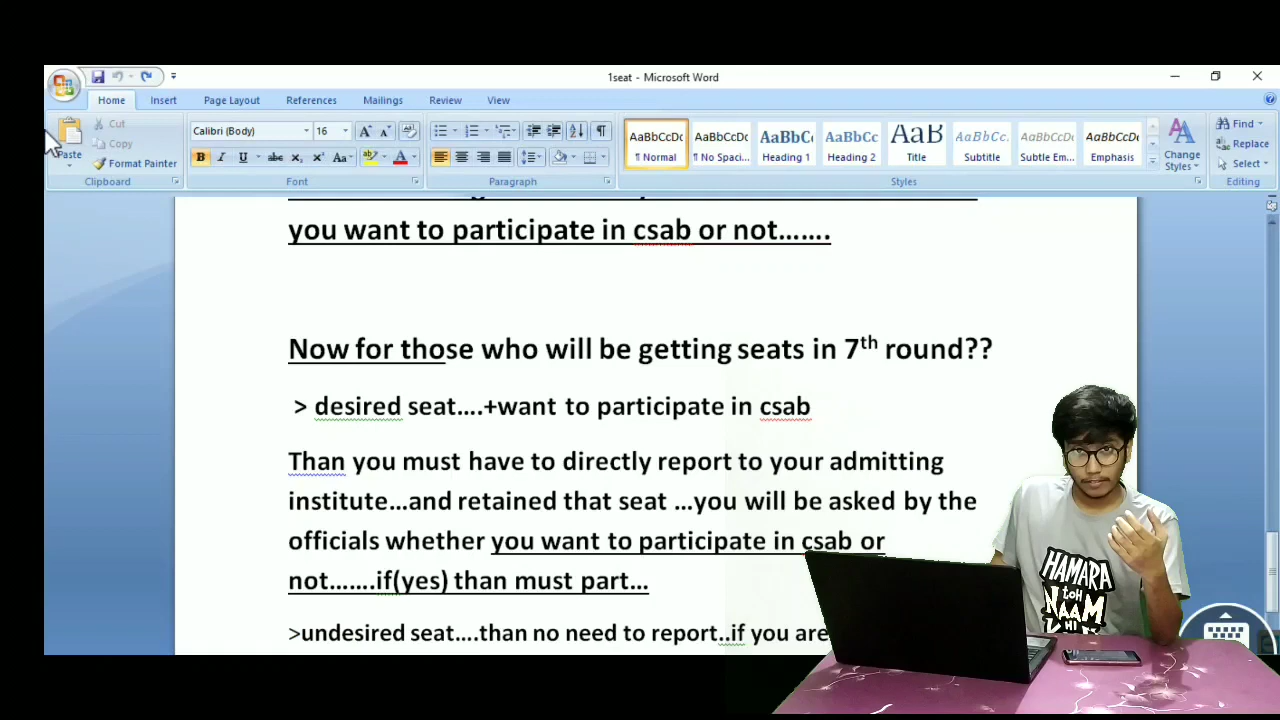 1seat - Microsoft Word
Home Insert Page Layout References Mailings Review View
Paste
Cut
Copy
Format Painter
Clipboard
Calibri (Body) 16
B I U abc X₂ X² Aa
Font
Paragraph
AaBbCcDc AaBbCcDc AaBbC AaBbCc AaB AaBbCc. AaBbCcDc AaBbCcDc
¶ Normal ¶ No Spaci... Heading 1 Heading 2 Title Subtitle Subtle Em... Emphasis
Change
Styles
Styles
Find
Replace
Select
Editing
you want to participate in csab or not…….
Now for those who will be getting seats in 7th round??
> desired seat….+want to participate in csab
Than you must have to directly report to your admitting
institute…and retained that seat …you will be asked by the
officials whether you want to participate in csab or
not…….if(yes) than must part…
>undesired seat….than no need to report..if you are
HAMARA
toH
NAAM
HI